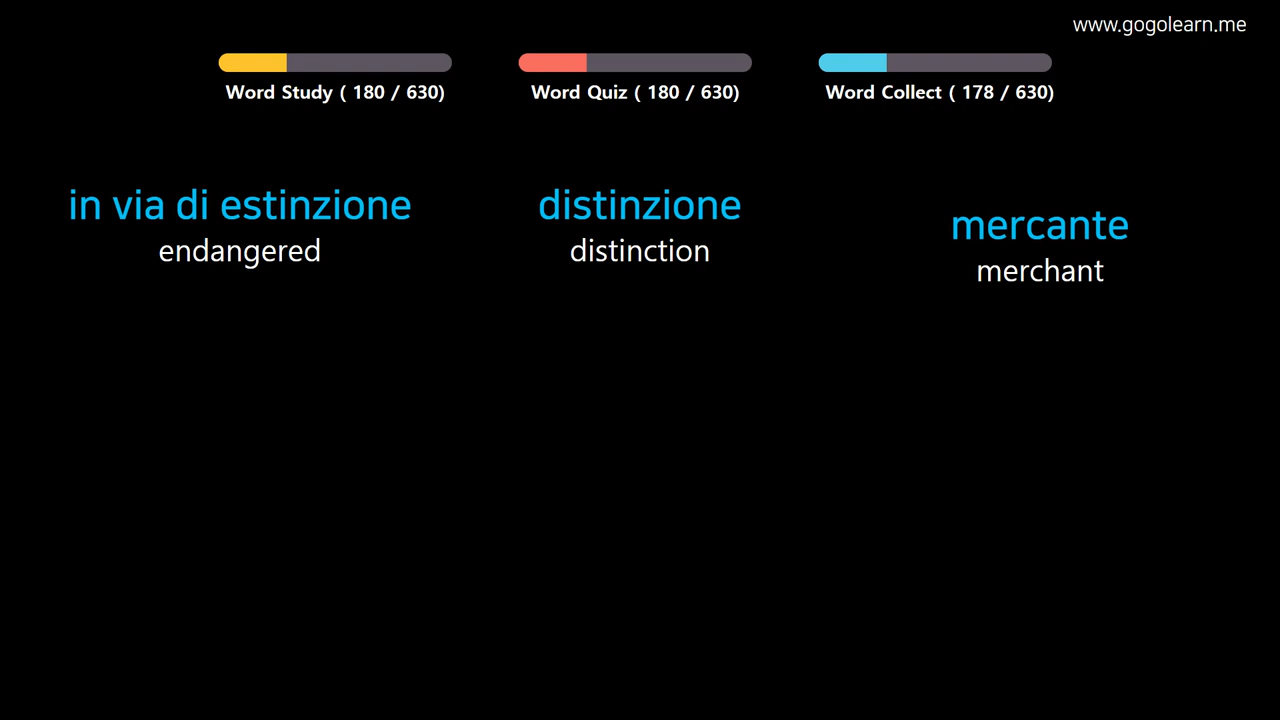 www.gogolearn.me
Word Study ( 180 / 630)
Word Quiz ( 180 / 630)
Word Collect ( 178 / 630)
in via di estinzione
endangered
distinzione
distinction
mercante
merchant